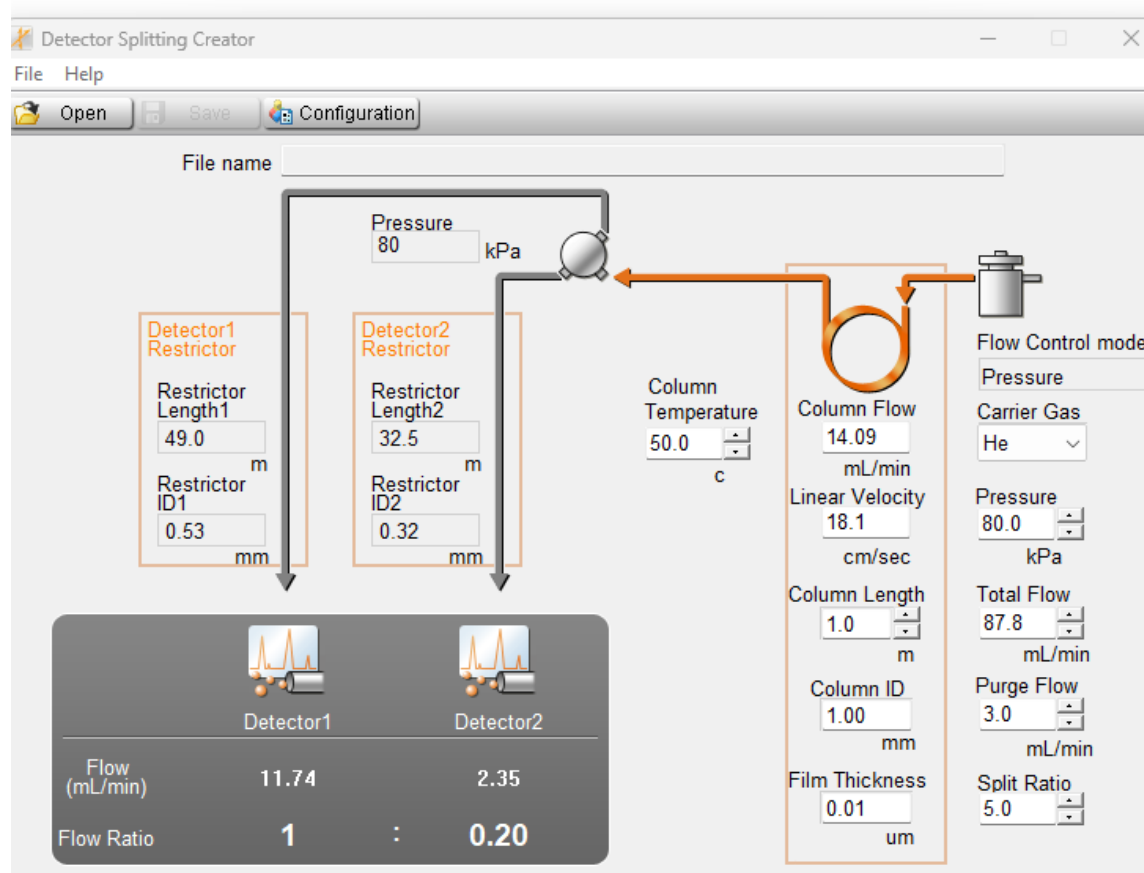 Detector Splitting Creator
File Help
Open Save Configuration
File name
Pressure
80 kPa
Detector1
Restrictor
Restrictor
Length1
49.0
m
Restrictor
ID1
0.53
mm
Detector2
Restrictor
Restrictor
Length2
32.5
m
Restrictor
ID2
0.32
mm
Column
Temperature
50.0
c
Column Flow
14.09
mL/min
Linear Velocity
18.1
cm/sec
Column Length
1.0
m
Column ID
1.00
mm
Film Thickness
0.01
um
Flow Control mode
Pressure
Carrier Gas
He
Pressure
80.0
kPa
Total Flow
87.8
mL/min
Purge Flow
3.0
mL/min
Split Ratio
5.0
Detector1 Detector2
Flow
(mL/min) 11.74 2.35
Flow Ratio 1 : 0.20